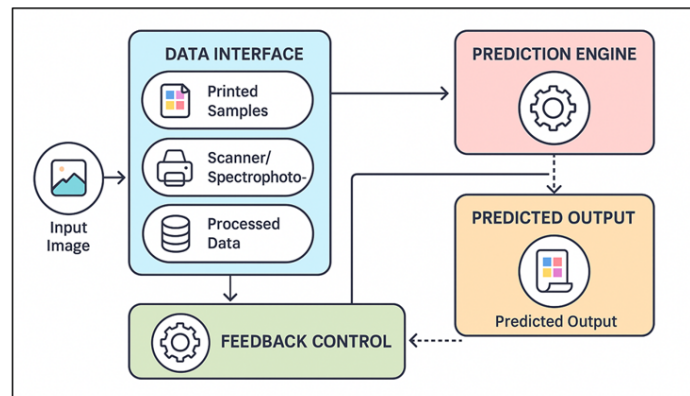 Input
Image
DATA INTERFACE
Printed
Samples
Scanner/
Spectrophoto-
Processed
Data
PREDICTION ENGINE
PREDICTED OUTPUT
Predicted Output
FEEDBACK CONTROL